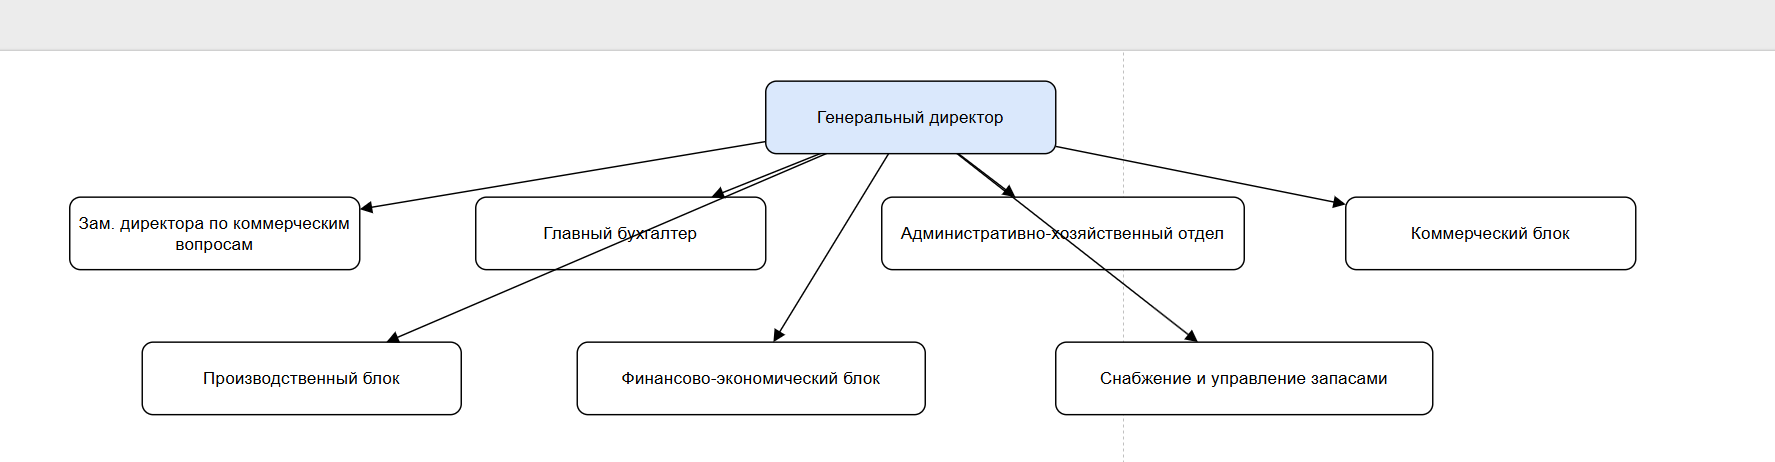 Генеральный директор
Зам. директора по коммерческим
вопросам
Главный бухгалтер
Административно-хозяйственный отдел
Коммерческий блок
Производственный блок
Финансово-экономический блок
Снабжение и управление запасами